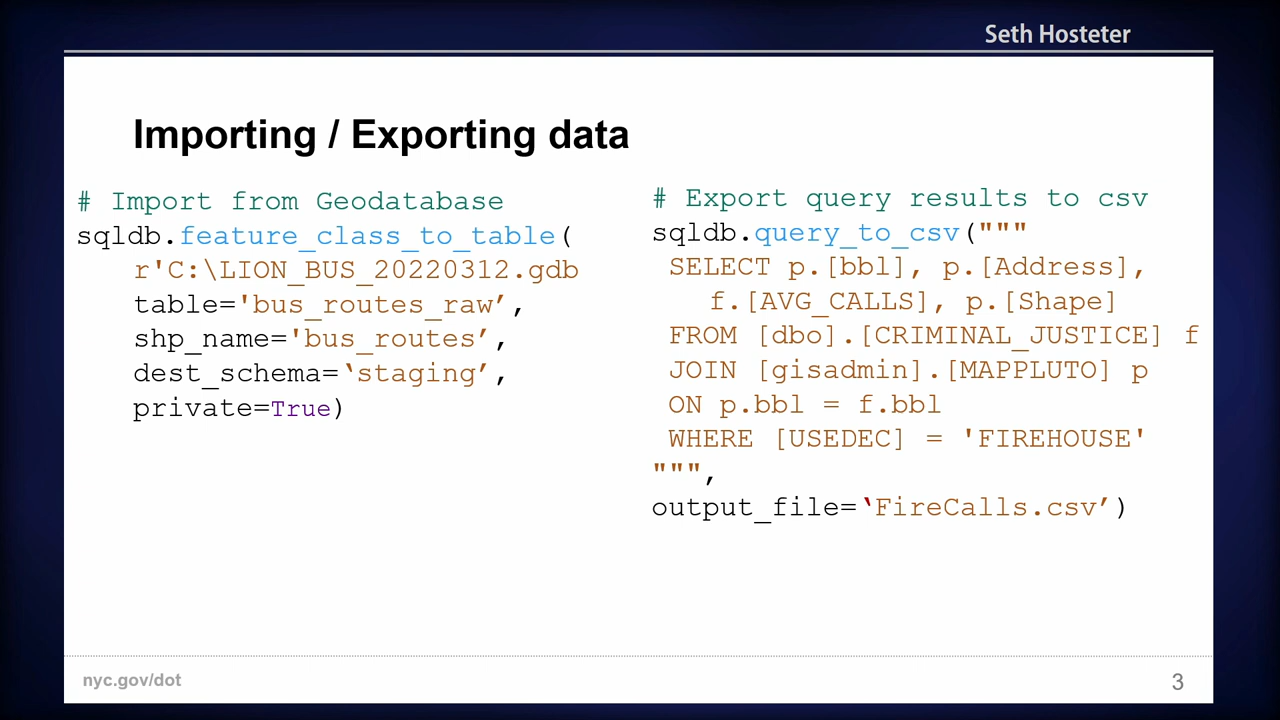 Seth Hosteter
Importing / Exporting data
# Import from Geodatabase
sqldb.feature_class_to_table(
r'C:\LION_BUS_20220312.gdb
table='bus_routes_raw’,
shp_name='bus_routes’,
dest_schema=‘staging’,
private=True)
# Export query results to csv
sqldb.query_to_csv("""
SELECT p.[bbl], p.[Address],
f.[AVG_CALLS], p.[Shape]
FROM [dbo].[CRIMINAL_JUSTICE] f
JOIN [gisadmin].[MAPPLUTO] p
ON p.bbl = f.bbl
WHERE [USEDEC] = 'FIREHOUSE'
""",
output_file=‘FireCalls.csv’)
nyc.gov/dot
3